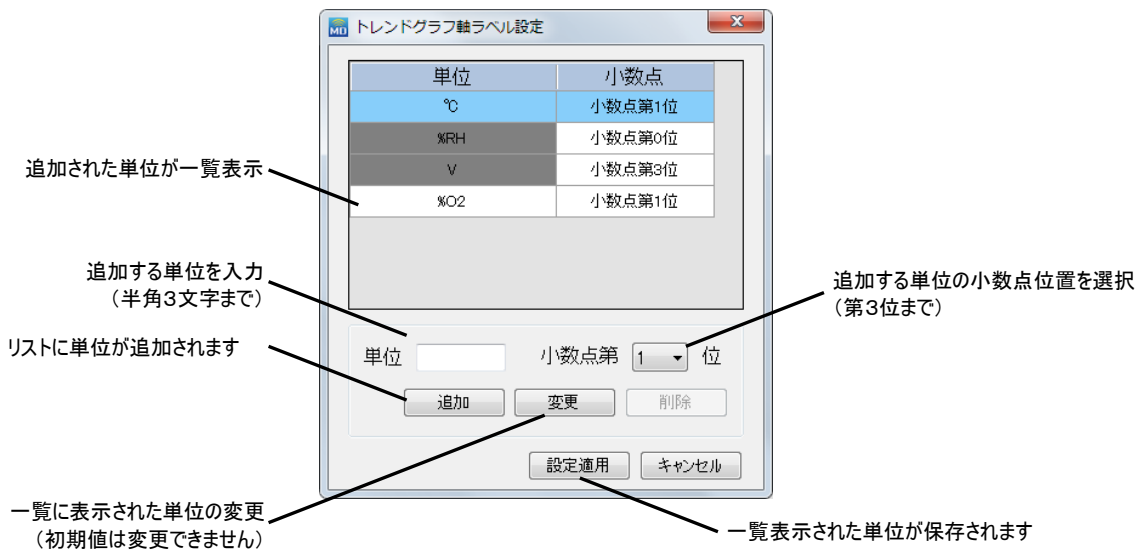 MD トレンドグラフ軸ラベル設定 x
単位 小数点
℃ 小数点第1位
%RH 小数点第0位
V 小数点第3位
%O2 小数点第1位
追加された単位が一覧表示
追加する単位を入力
（半角3文字まで）
追加する単位の小数点位置を選択
（第3位まで）
リストに単位が追加されます
単位 小数点第 1 位
追加 変更 削除
設定適用 キャンセル
一覧に表示された単位の変更
（初期値は変更できません）
一覧表示された単位が保存されます